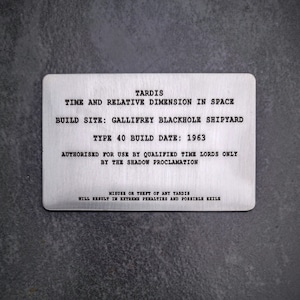 TARDIS
TIME AND RELATIVE DIMENSION IN SPACE
BUILD SITE: GALLIFREY BLACKHOLE SHIPYARD
TYPE 40 BUILD DATE: 1963
AUTHORISED FOR USE BY QUALIFIED TIME LORDS ONLY
BY THE SHADOW PROCLAMATION
MISUSE OR THEFT OF ANY TARDIS
WILL RESULT IN EXTREME PENALTIES AND POSSIBLE EXILE